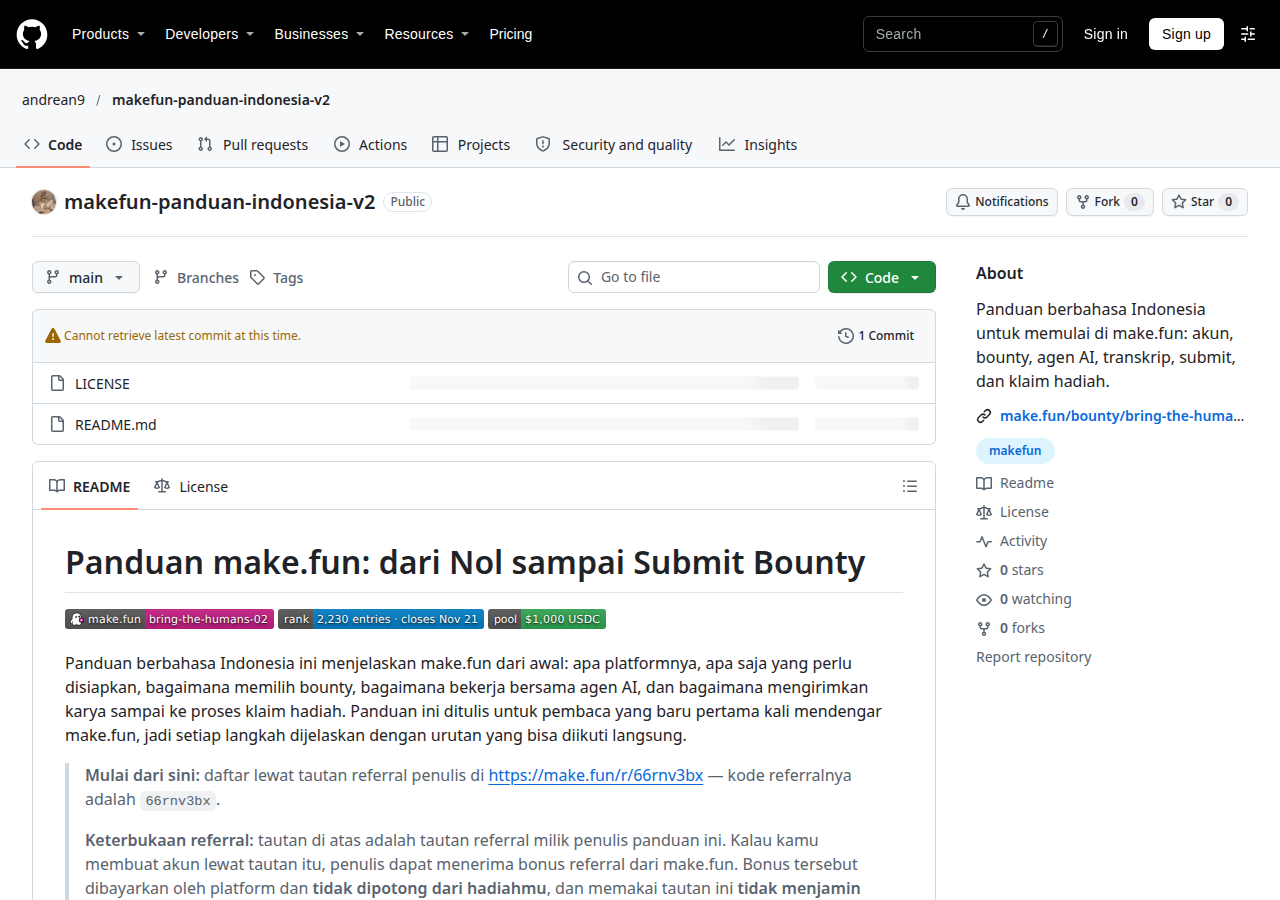 Products
Developers
Businesses
Resources
Pricing
Search
/
Sign in
Sign up
andrean9 / makefun-panduan-indonesia-v2
Code
Issues
Pull requests
Actions
Projects
Security and quality
Insights
makefun-panduan-indonesia-v2
Public
Notifications
Fork 0
Star 0
main
Branches
Tags
Go to file
Code
Cannot retrieve latest commit at this time.
1 Commit
LICENSE
README.md
README
License
Panduan make.fun: dari Nol sampai Submit Bounty
make.fun bring-the-humans-02
rank 2,230 entries · closes Nov 21
pool $1,000 USDC
Panduan berbahasa Indonesia ini menjelaskan make.fun dari awal: apa platformnya, apa saja yang perlu
disiapkan, bagaimana memilih bounty, bagaimana bekerja bersama agen AI, dan bagaimana mengirimkan
karya sampai ke proses klaim hadiah. Panduan ini ditulis untuk pembaca yang baru pertama kali mendengar
make.fun, jadi setiap langkah dijelaskan dengan urutan yang bisa diikuti langsung.
Mulai dari sini: daftar lewat tautan referral penulis di https://make.fun/r/66rnv3bx — kode referralnya
adalah 66rnv3bx.
Keterbukaan referral: tautan di atas adalah tautan referral milik penulis panduan ini. Kalau kamu
membuat akun lewat tautan itu, penulis dapat menerima bonus referral dari make.fun. Bonus tersebut
dibayarkan oleh platform dan tidak dipotong dari hadiahmu, dan memakai tautan ini tidak menjamin
About
Panduan berbahasa Indonesia
untuk memulai di make.fun: akun,
bounty, agen AI, transkrip, submit,
dan klaim hadiah.
make.fun/bounty/bring-the-huma...
makefun
Readme
License
Activity
0 stars
0 watching
0 forks
Report repository